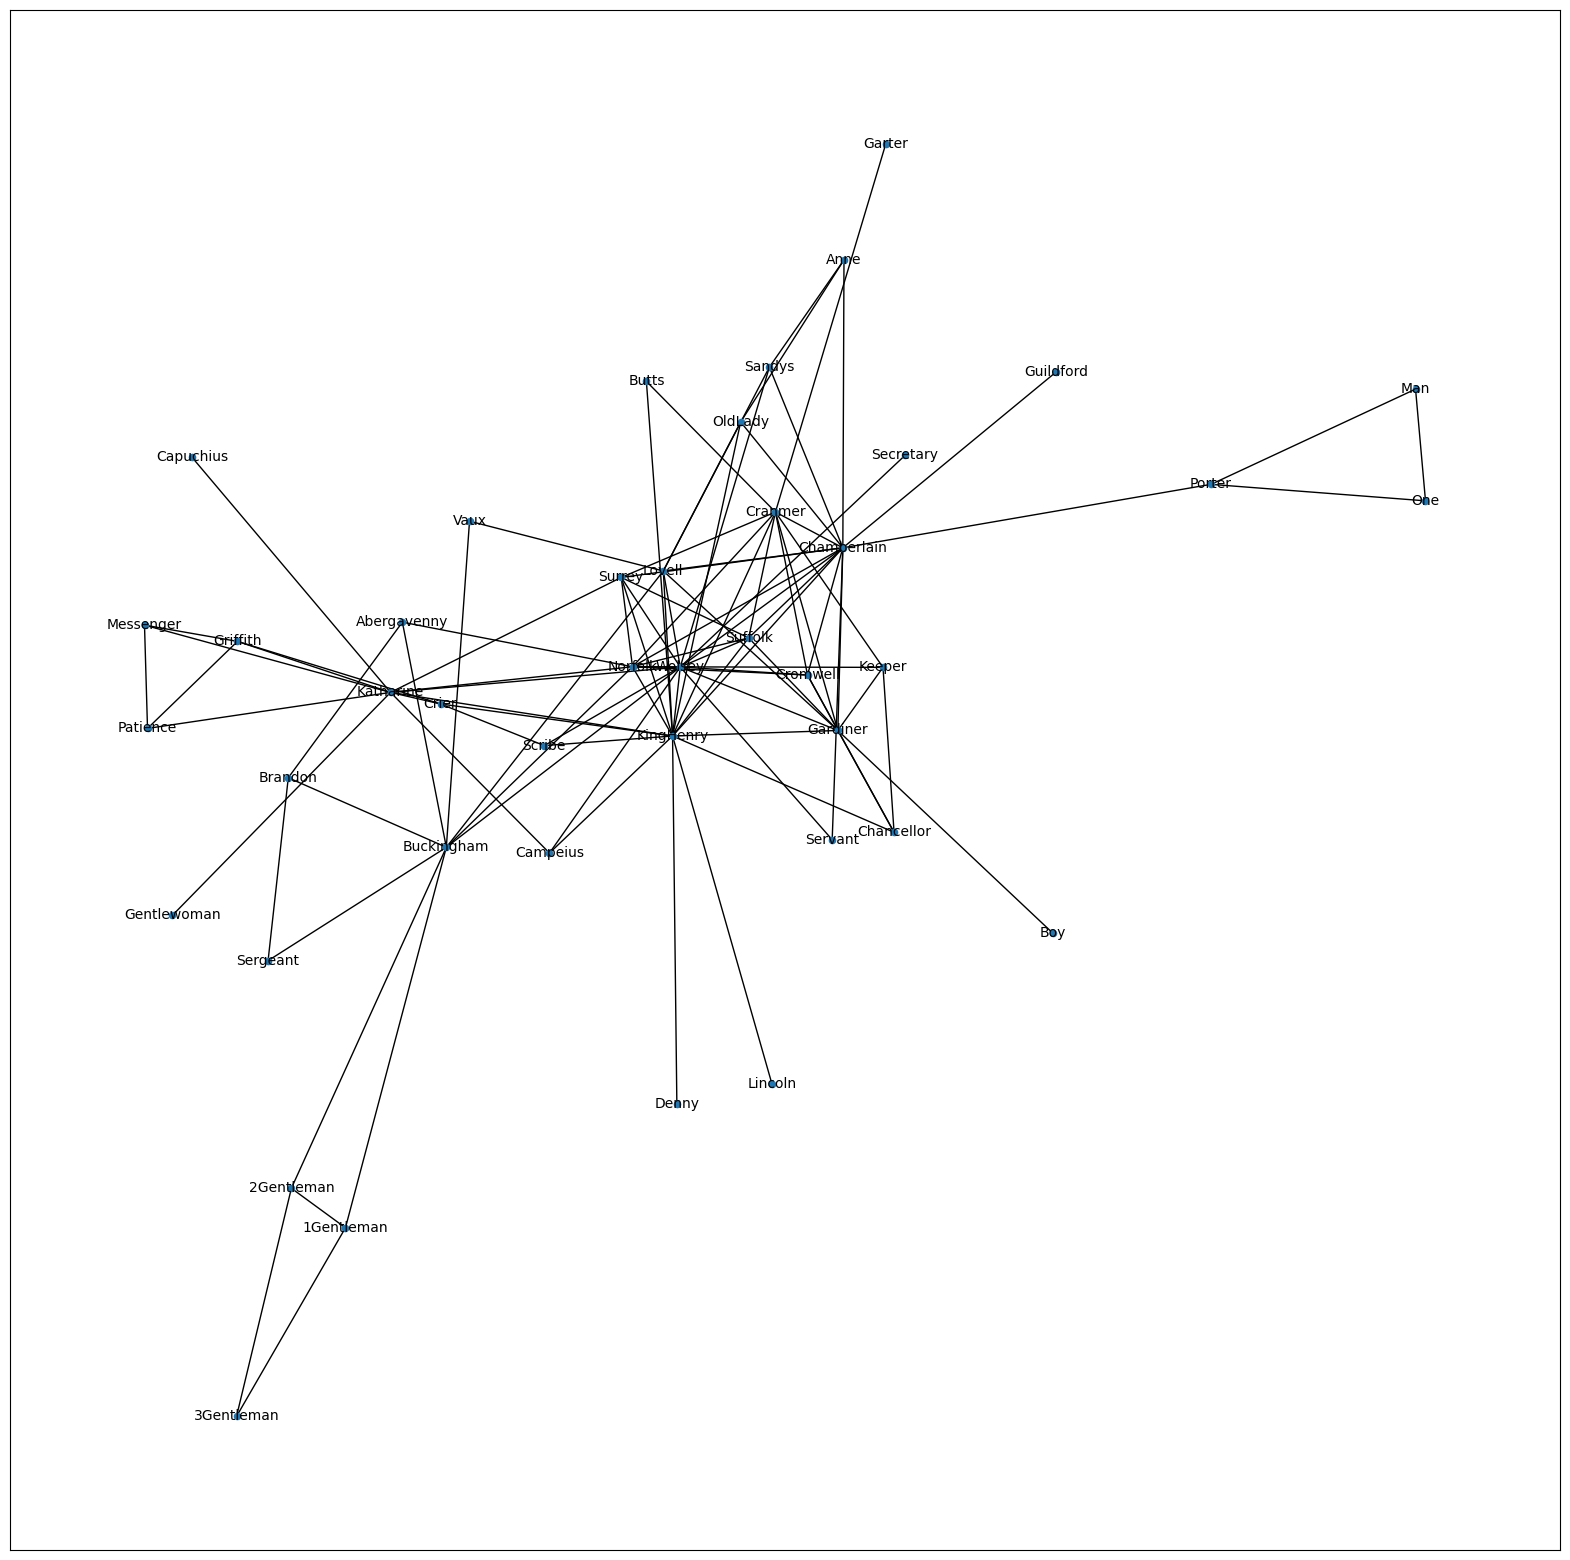 Garter
Anne
Sandys
Butts
Guildford
Man
OldLady
Secretary
Capuchius
Porter
One
Cranmer
Vaux
Chamberlain
Lovell
Surrey
Abergavenny
Messenger
Griffith
Suffolk
Norfolk
Wolsey
Keeper
Cromwell
Katharine
Crier
Patience
Gardiner
KingHenry
Scribe
Brandon
Chancellor
Servant
Buckingham
Campeius
Gentlewoman
Boy
Sergeant
Lincoln
Denny
2Gentleman
1Gentleman
3Gentleman